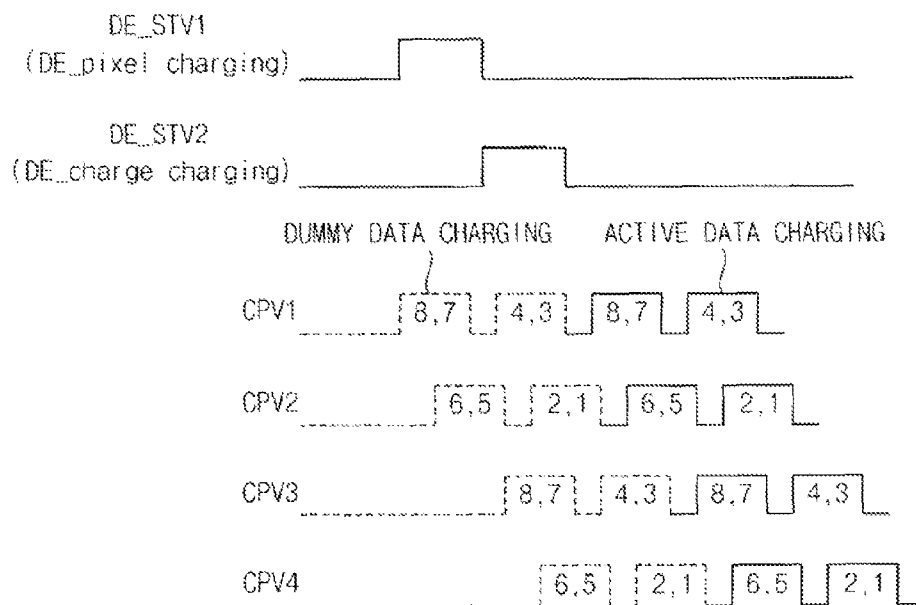 DE_STV1
(DE_pixel charging)
DE_STV2
(DE_charge charging)
DUMMY DATA CHARGING ACTIVE DATA CHARGING
CPV1 8,7 4,3 8,7 4,3
CPV2 6,5 2,1 6,5 2,1
CPV3 8,7 4,3 8,7 4,3
CPV4 6,5 2,1 6,5 2,1